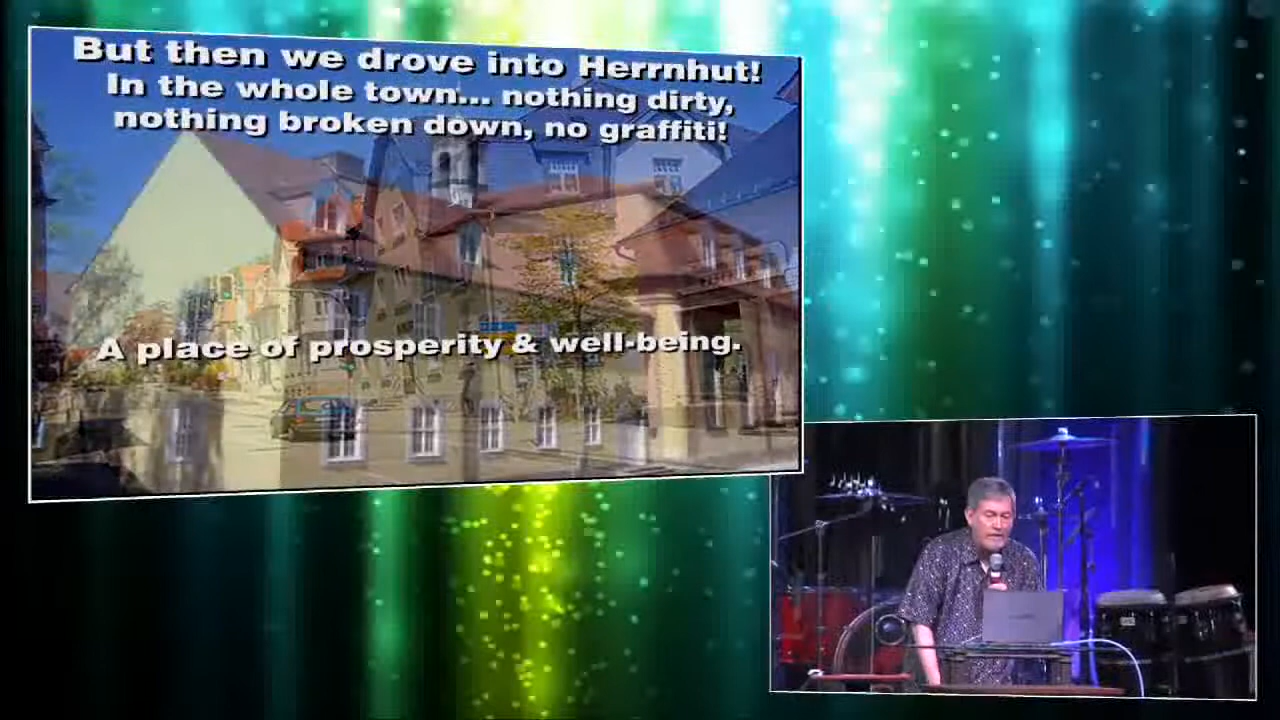 But then we drove into Herrnhut!
In the whole town... nothing dirty,
nothing broken down, no graffiti!
A place of prosperity & well-being.